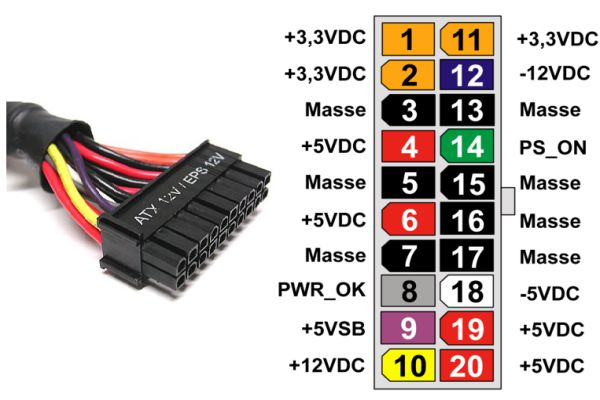 +3,3VDC 1 11 +3,3VDC
+3,3VDC 2 12 -12VDC
Masse 3 13 Masse
+5VDC 4 14 PS_ON
Masse 5 15 Masse
+5VDC 6 16 Masse
Masse 7 17 Masse
PWR_OK 8 18 -5VDC
+5VSB 9 19 +5VDC
+12VDC 10 20 +5VDC
ATX 12V / EPS 12V